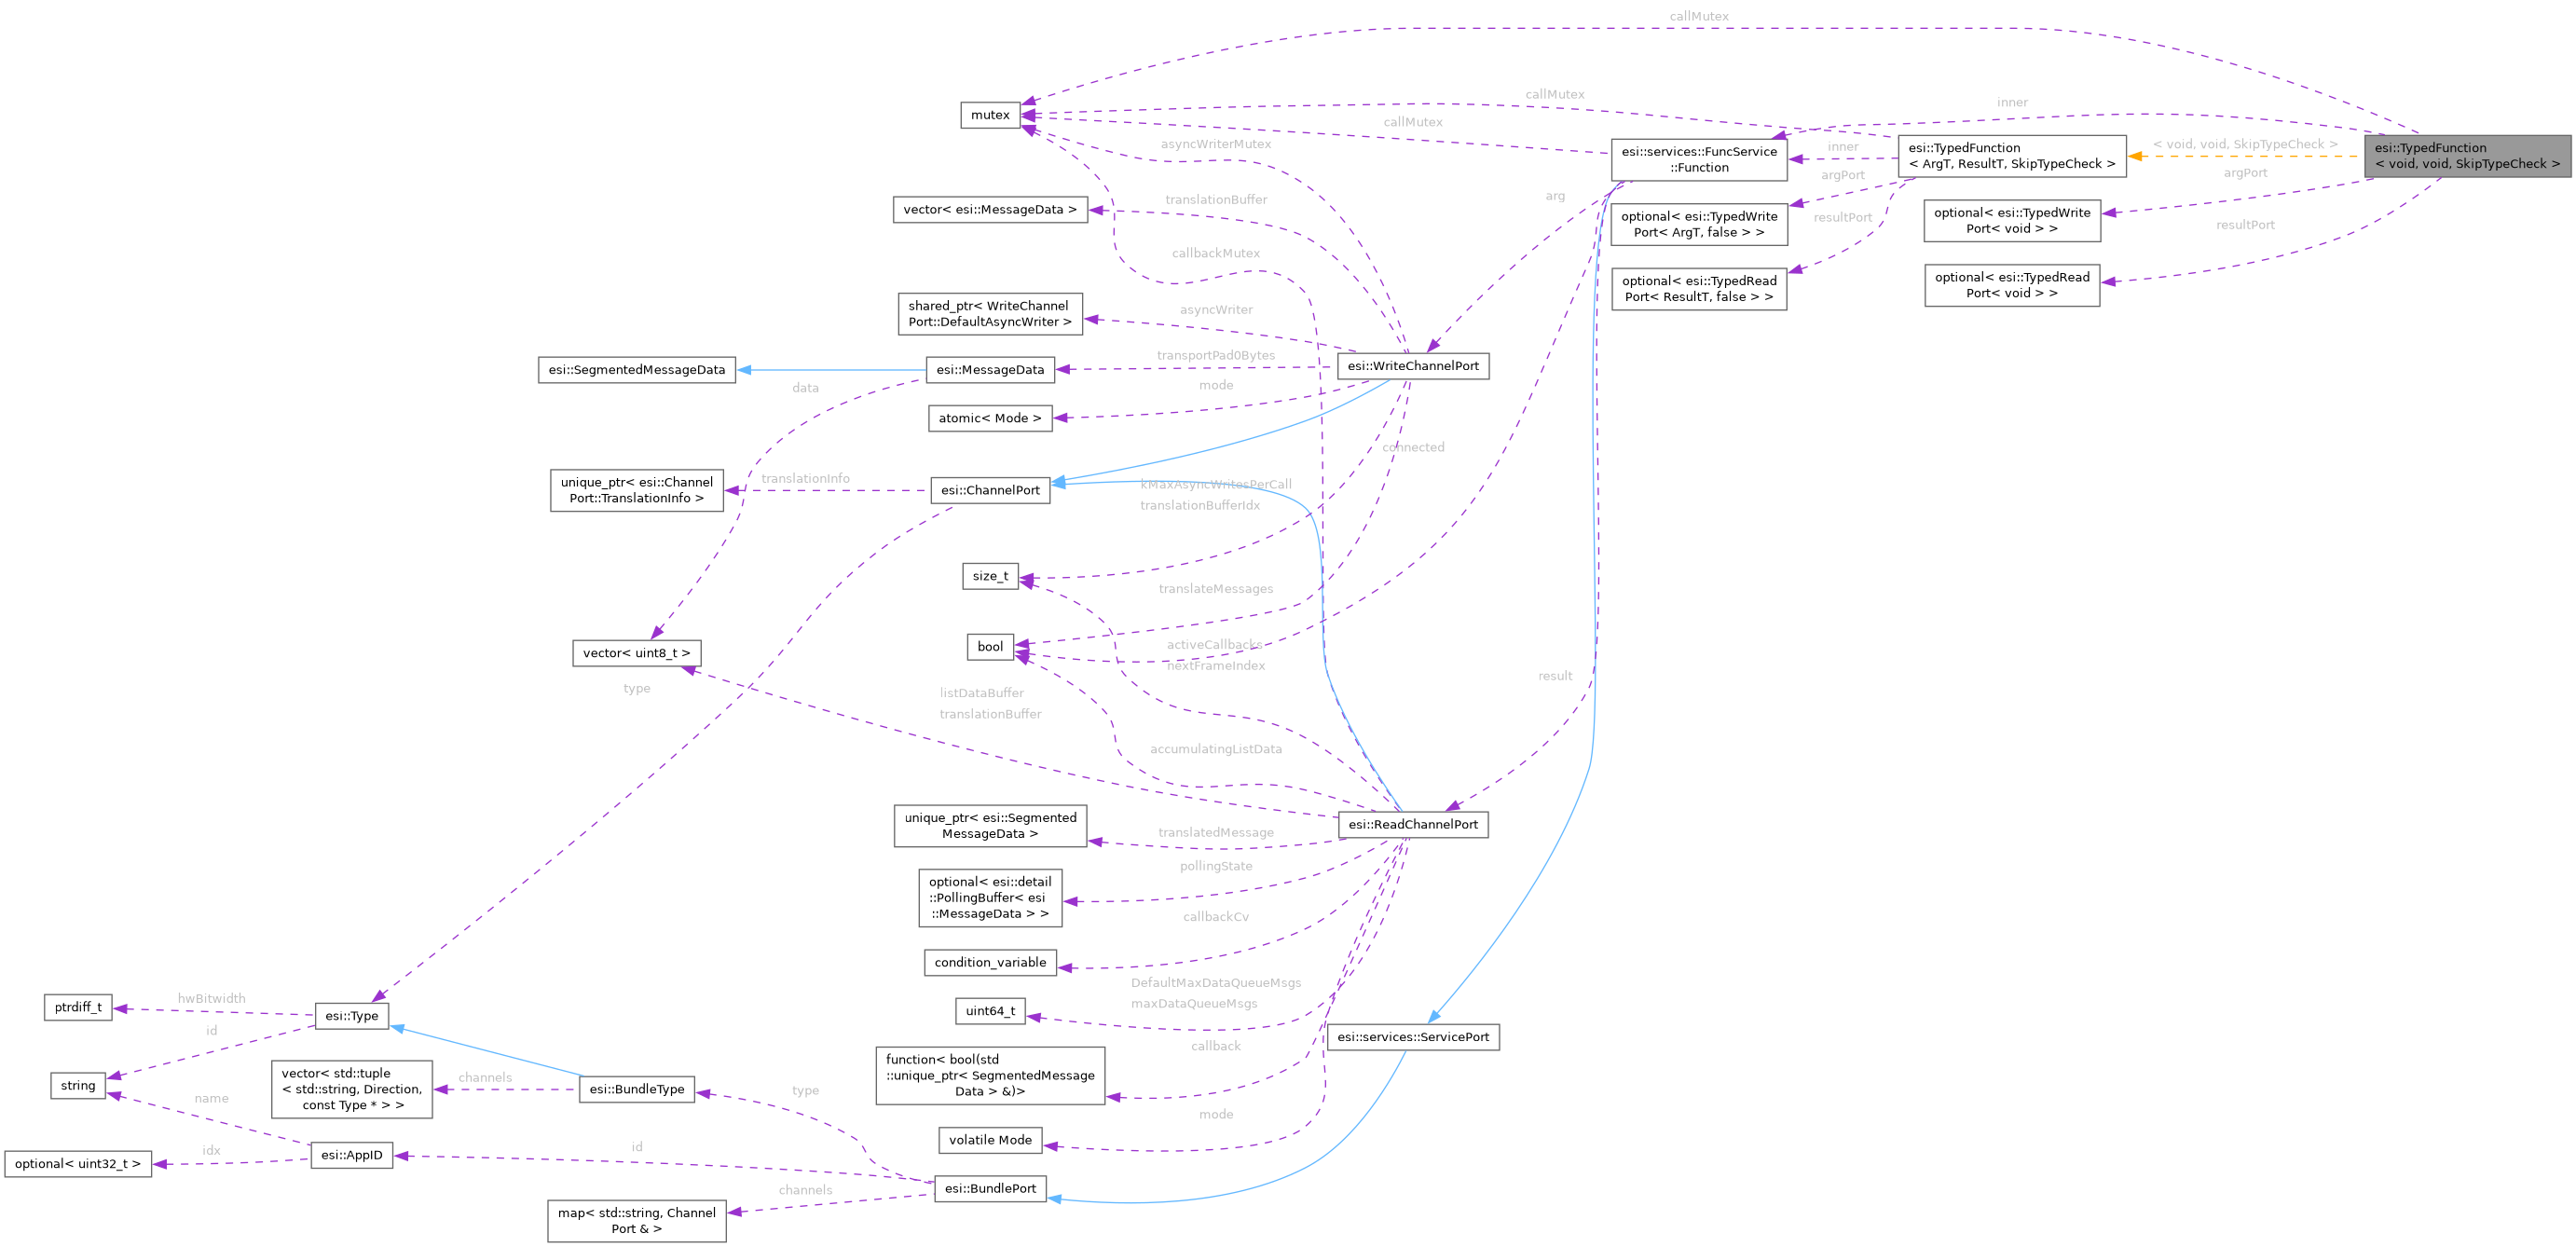 callMutex
callMutex
inner
mutex
callMutex
asyncWriterMutex
esi::services::FuncService
::Function
inner
esi::TypedFunction
< ArgT, ResultT, SkipTypeCheck >
< void, void, SkipTypeCheck >
esi::TypedFunction
< void, void, SkipTypeCheck >
argPort
argPort
vector< esi::MessageData >
translationBuffer
arg
optional< esi::TypedWrite
Port< ArgT, false > >
resultPort
optional< esi::TypedWrite
Port< void > >
resultPort
callbackMutex
optional< esi::TypedRead
Port< ResultT, false > >
optional< esi::TypedRead
Port< void > >
shared_ptr< WriteChannel
Port::DefaultAsyncWriter >
asyncWriter
esi::SegmentedMessageData
esi::MessageData
transportPad0Bytes
esi::WriteChannelPort
data
mode
atomic< Mode >
connected
unique_ptr< esi::Channel
Port::TranslationInfo >
translationInfo
esi::ChannelPort
kMaxAsyncWritesPerCall
translationBufferIdx
size_t
translateMessages
bool
activeCallbacks
nextFrameIndex
vector< uint8_t >
type
listDataBuffer
translationBuffer
result
accumulatingListData
unique_ptr< esi::Segmented
MessageData >
translatedMessage
esi::ReadChannelPort
pollingState
optional< esi::detail
::PollingBuffer< esi
::MessageData > >
callbackCv
condition_variable
DefaultMaxDataQueueMsgs
maxDataQueueMsgs
uint64_t
ptrdiff_t
hwBitwidth
esi::Type
id
esi::services::ServicePort
callback
function< bool(std
::unique_ptr< SegmentedMessage
Data > &)>
string
vector< std::tuple
< std::string, Direction,
const Type * > >
channels
esi::BundleType
type
name
mode
volatile Mode
optional< uint32_t >
idx
esi::AppID
id
esi::BundlePort
channels
map< std::string, Channel
Port & >